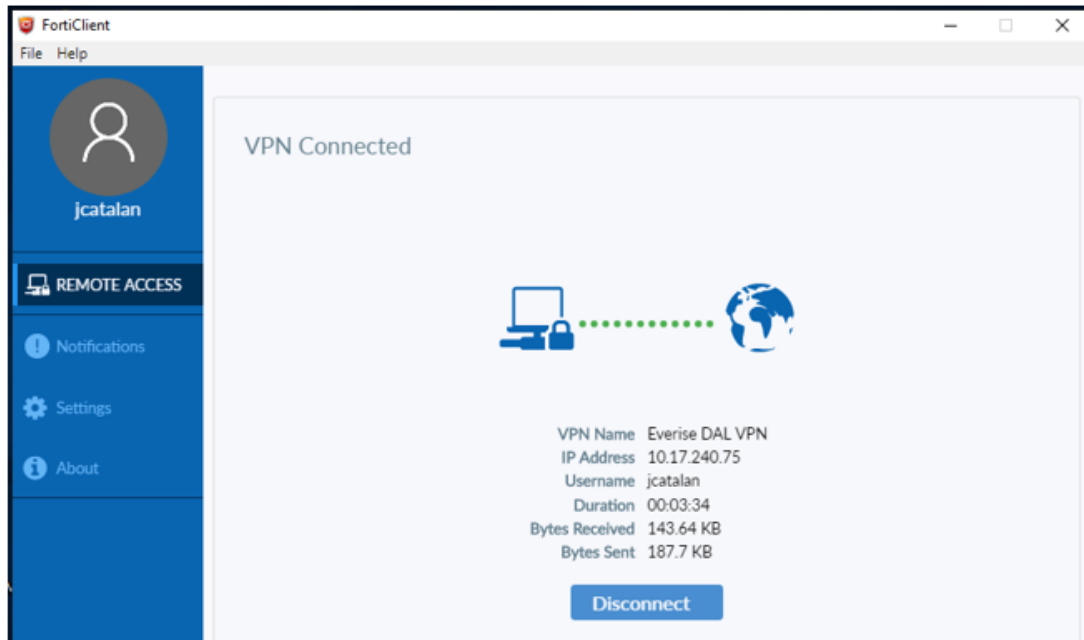 FortiClient
File Help
jcatalan
REMOTE ACCESS
Notifications
Settings
About
VPN Connected
VPN Name Everise DAL VPN
IP Address 10.17.240.75
Username jcatalan
Duration 00:03:34
Bytes Received 143.64 KB
Bytes Sent 187.7 KB
Disconnect